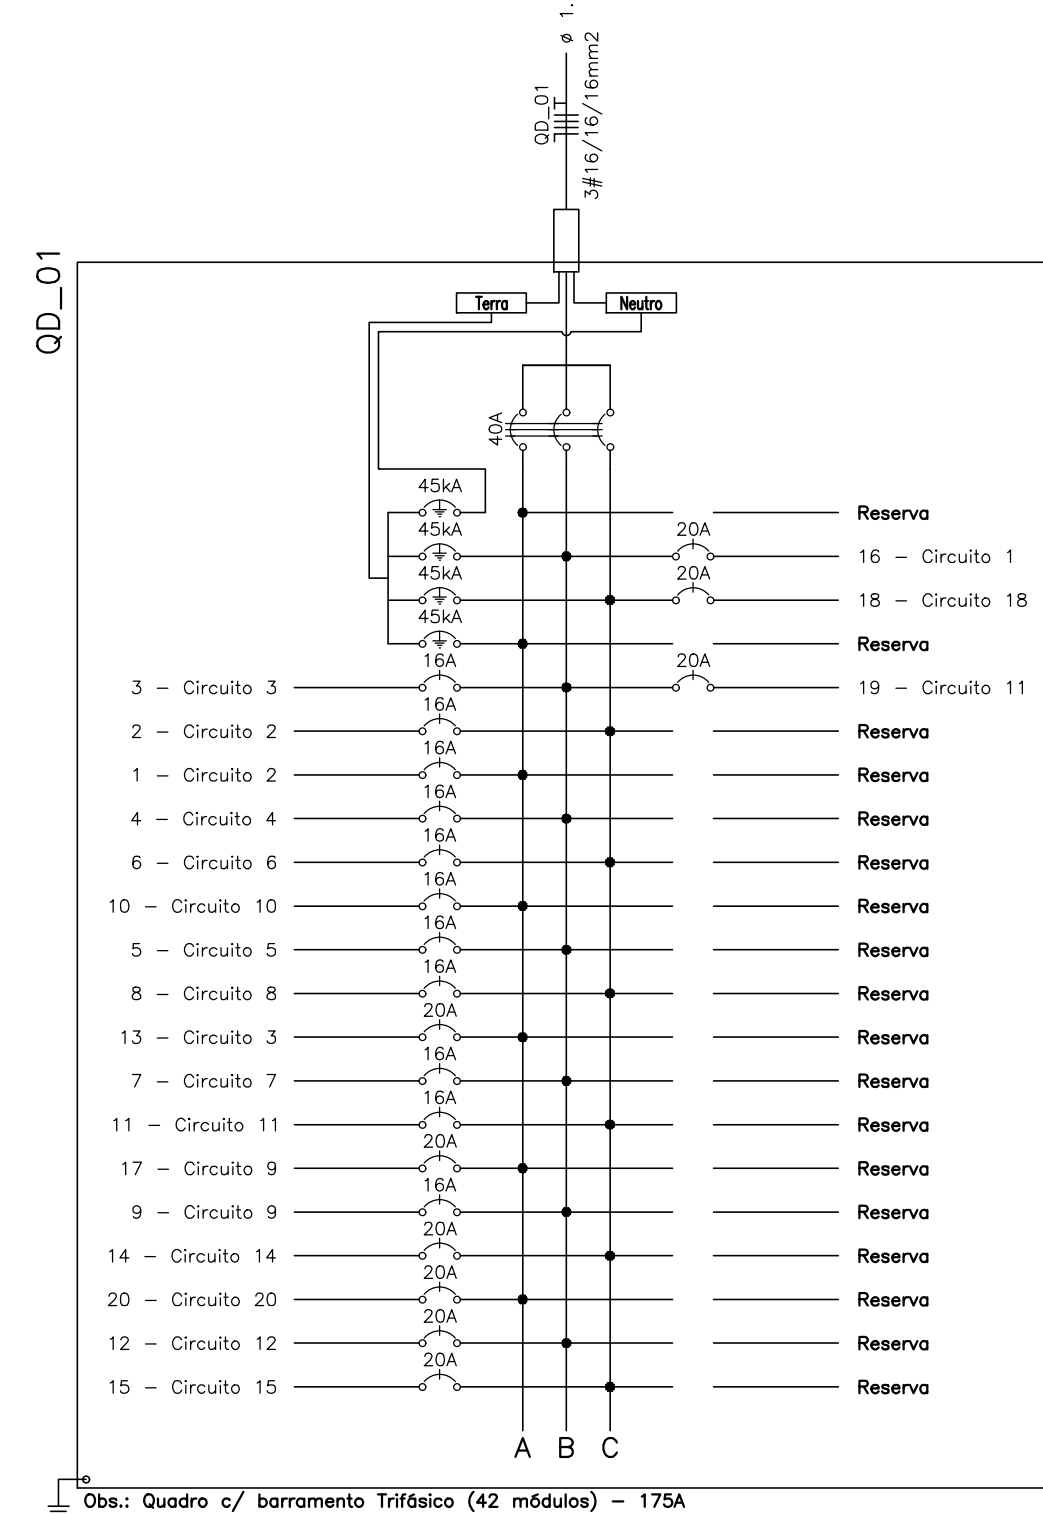 ø 1.
QD_01
3#16/16/16mm2
QD_01
Terra
Neutro
40A
45kA
Reserva
45kA
20A
16 - Circuito 1
45kA
20A
18 - Circuito 18
45kA
Reserva
3 - Circuito 3
16A
20A
19 - Circuito 11
2 - Circuito 2
16A
Reserva
1 - Circuito 2
16A
Reserva
4 - Circuito 4
16A
Reserva
6 - Circuito 6
16A
Reserva
10 - Circuito 10
16A
Reserva
5 - Circuito 5
16A
Reserva
8 - Circuito 8
16A
Reserva
13 - Circuito 3
20A
Reserva
7 - Circuito 7
16A
Reserva
11 - Circuito 11
16A
Reserva
17 - Circuito 9
20A
Reserva
9 - Circuito 9
16A
Reserva
14 - Circuito 14
20A
Reserva
20 - Circuito 20
20A
Reserva
12 - Circuito 12
20A
Reserva
15 - Circuito 15
20A
Reserva
A B C
Obs.: Quadro c/ barramento Trifásico (42 módulos) - 175A